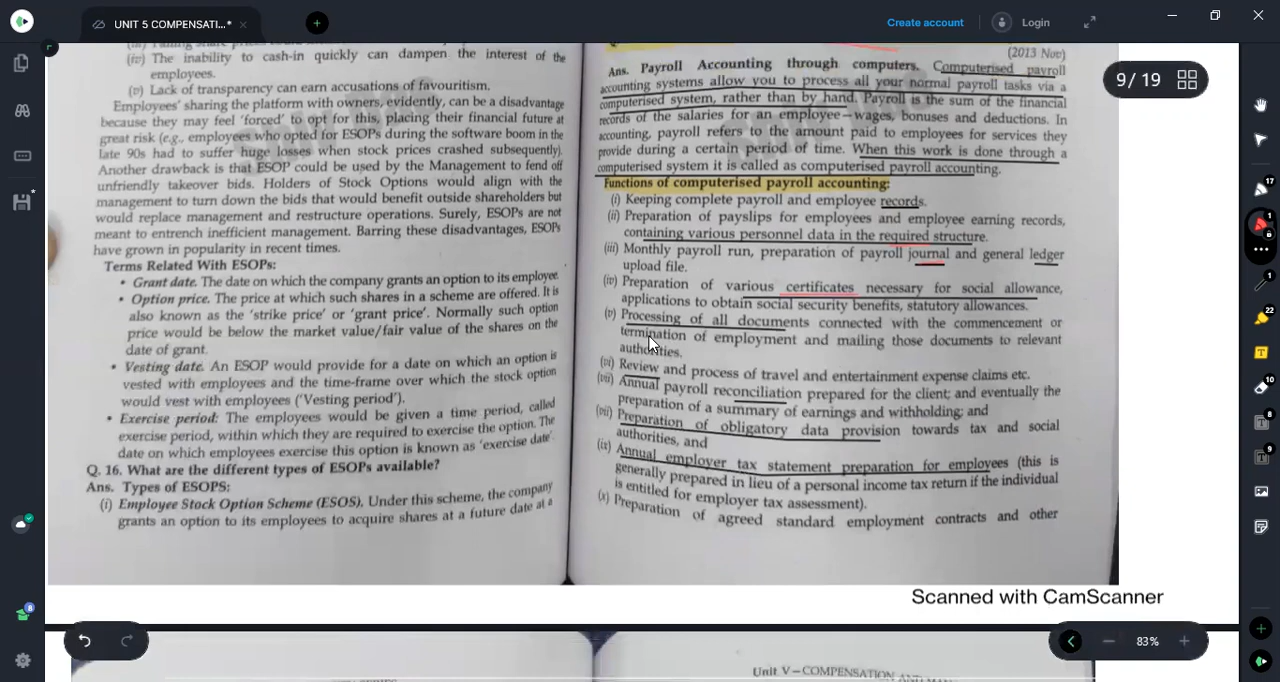 UNIT 5 COMPENSATI...*
Create account
Login
9 / 19
(iv) The inability to cash-in quickly can dampen the interest of the
employees.
(v) Lack of transparency can earn accusations of favouritism.
Employees' sharing the platform with owners, evidently, can be a disadvantage
because they may feel 'forced' to opt for this, placing their financial future at
great risk (e.g., employees who opted for ESOPs during the software boom in the
late 90s had to suffer huge losses when stock prices crashed subsequently).
Another drawback is that ESOP could be used by the Management to fend off
unfriendly takeover bids. Holders of Stock Options would align with the
management to turn down the bids that would benefit outside shareholders but
would replace management and restructure operations. Surely, ESOPs are not
meant to entrench inefficient management. Barring these disadvantages, ESOPs
have grown in popularity in recent times.
Terms Related With ESOPs:
• Grant date. The date on which the company grants an option to its employee.
• Option price. The price at which such shares in a scheme are offered. It is
also known as the 'strike price' or 'grant price'. Normally such option
price would be below the market value/fair value of the shares on the
date of grant.
• Vesting date. An ESOP would provide for a date on which an option is
vested with employees and the time-frame over which the stock option
would vest with employees ('Vesting period').
• Exercise period: The employees would be given a time period, called
exercise period, within which they are required to exercise the option. The
date on which employees exercise this option is known as 'exercise date'.
Q. 16. What are the different types of ESOPs available?
Ans. Types of ESOPS:
(i) Employee Stock Option Scheme (ESOS). Under this scheme, the company
grants an option to its employees to acquire shares at a future date at a
(2013 Nov)
Ans. Payroll Accounting through computers. Computerised payroll
accounting systems allow you to process all your normal payroll tasks via a
computerised system, rather than by hand. Payroll is the sum of the financial
records of the salaries for an employee—wages, bonuses and deductions. In
accounting, payroll refers to the amount paid to employees for services they
provide during a certain period of time. When this work is done through a
computerised system it is called as computerised payroll accounting.
Functions of computerised payroll accounting:
(i) Keeping complete payroll and employee records.
(ii) Preparation of payslips for employees and employee earning records,
containing various personnel data in the required structure.
(iii) Monthly payroll run, preparation of payroll journal and general ledger
upload file.
(iv) Preparation of various certificates necessary for social allowance,
applications to obtain social security benefits, statutory allowances.
(v) Processing of all documents connected with the commencement or
termination of employment and mailing those documents to relevant
authorities.
(vi) Review and process of travel and entertainment expense claims etc.
(vii) Annual payroll reconciliation prepared for the client; and eventually the
preparation of a summary of earnings and withholding; and
(vii) Preparation of obligatory data provision towards tax and social
authorities, and
(ix) Annual employer tax statement preparation for employees (this is
generally prepared in lieu of a personal income tax return if the individual
is entitled for employer tax assessment).
(x) Preparation of agreed standard employment contracts and other
Scanned with CamScanner
83%
Unit V—COMPENSATION AND